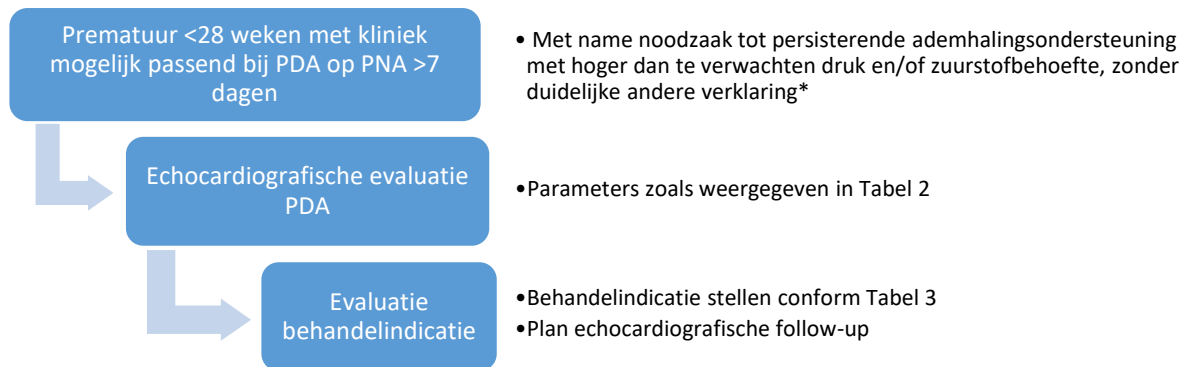 Prematuur <28 weken met kliniek
mogelijk passend bij PDA op PNA >7
dagen
• Met name noodzaak tot persisterende ademhalingsondersteuning
met hoger dan te verwachten druk en/of zuurstofbehoefte, zonder
duidelijke andere verklaring*
Echocardiografische evaluatie
PDA
•Parameters zoals weergegeven in Tabel 2
Evaluatie
behandelindicatie
•Behandelindicatie stellen conform Tabel 3
•Plan echocardiografische follow-up